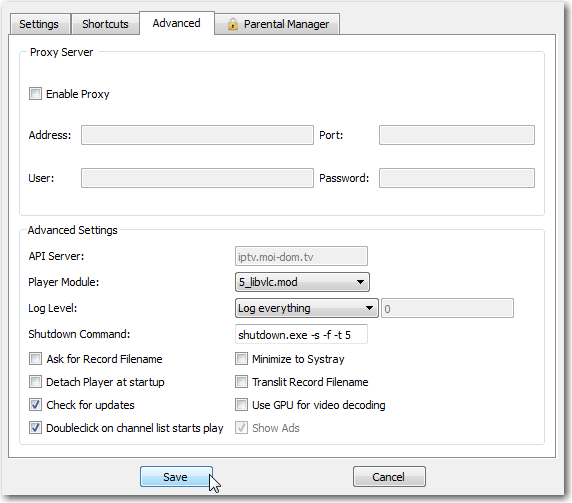 Settings Shortcuts Advanced Parental Manager
Proxy Server
Enable Proxy
Address: Port:
User: Password:
Advanced Settings
API Server: iptv.moi-dom.tv
Player Module: 5_libvlc.mod
Log Level: Log everything 0
Shutdown Command: shutdown.exe -s -f -t 5
Ask for Record Filename Minimize to Systray
Detach Player at startup Translit Record Filename
Check for updates Use GPU for video decoding
Doubleclick on channel list starts play Show Ads
Save Cancel